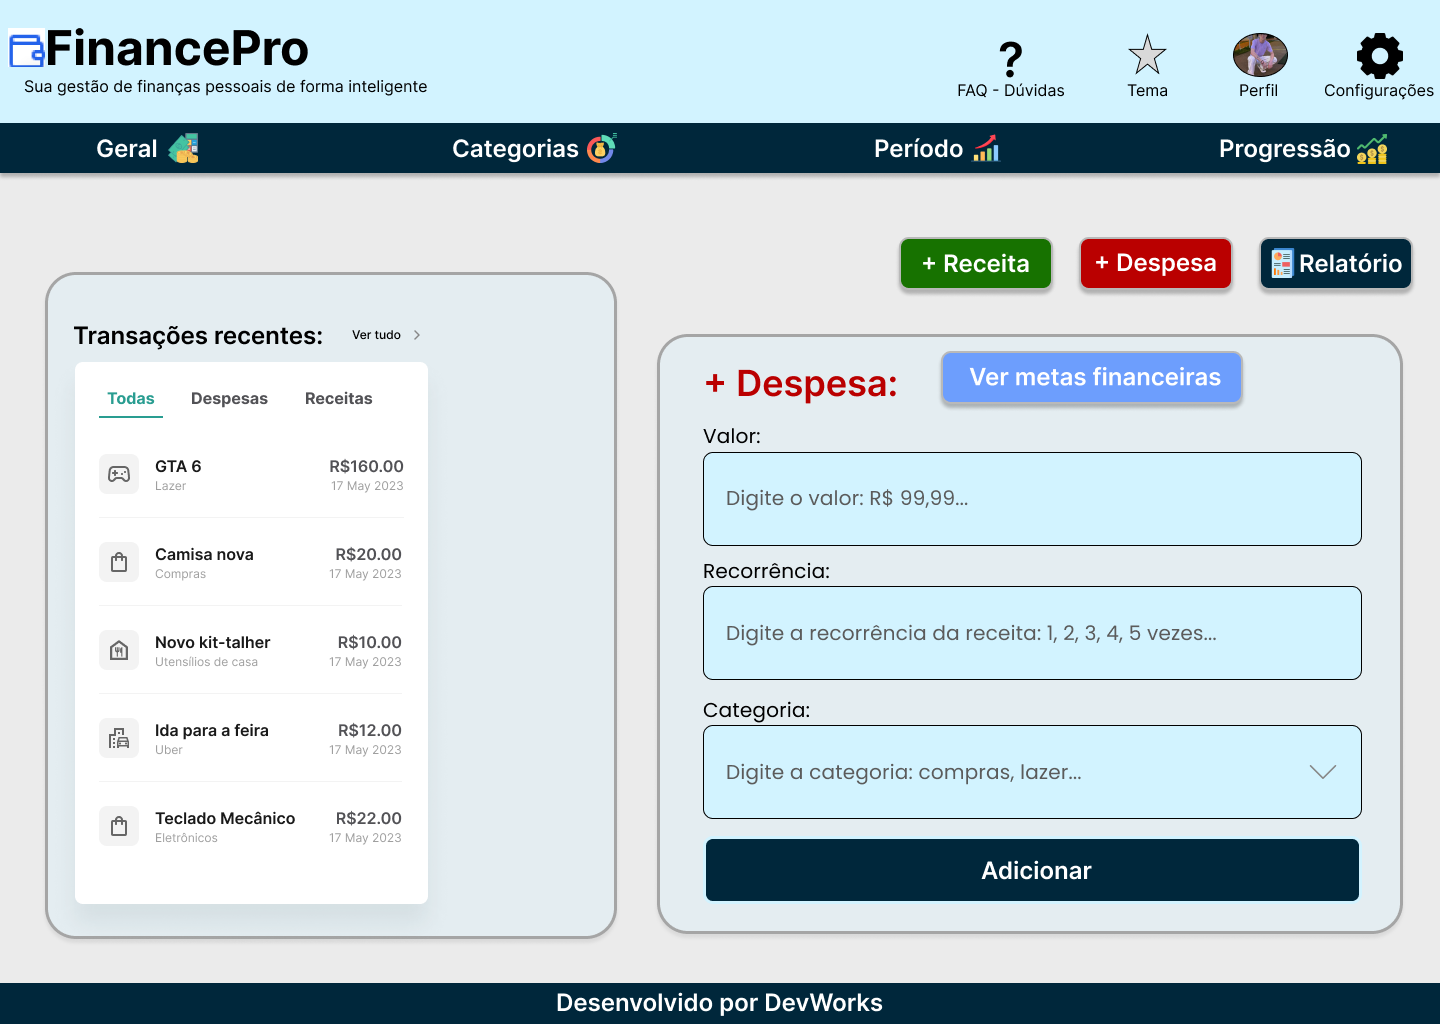 FinancePro
Sua gestão de finanças pessoais de forma inteligente
?
FAQ - Dúvidas
Tema
Perfil
Configurações
Geral
Categorias
Período
Progressão
+ Receita
+ Despesa
Relatório
Transações recentes:
Ver tudo
Todas
Despesas
Receitas
GTA 6
R$160.00
Lazer
17 May 2023
Camisa nova
R$20.00
Compras
17 May 2023
Novo kit-talher
R$10.00
Utensílios de casa
17 May 2023
Ida para a feira
R$12.00
Uber
17 May 2023
Teclado Mecânico
R$22.00
Eletrônicos
17 May 2023
+ Despesa:
Ver metas financeiras
Valor:
Digite o valor: R$ 99,99...
Recorrência:
Digite a recorrência da receita: 1, 2, 3, 4, 5 vezes...
Categoria:
Digite a categoria: compras, lazer...
Adicionar
Desenvolvido por DevWorks